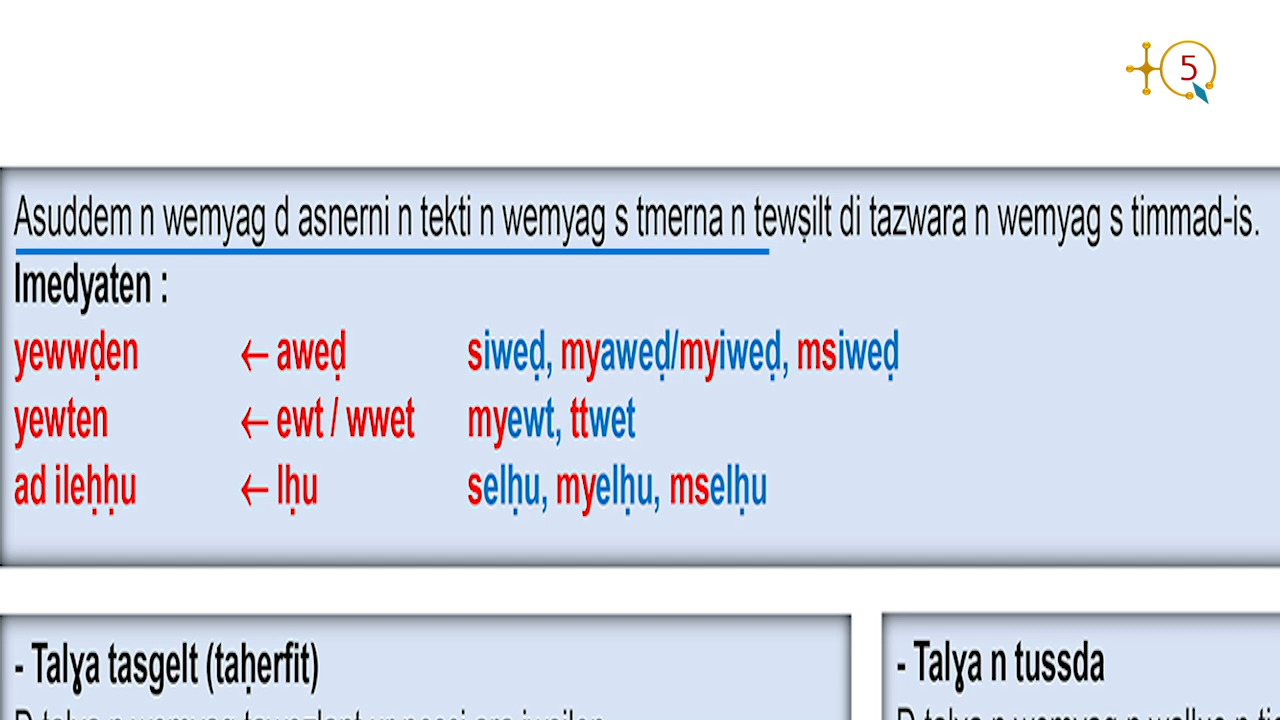 5
Asuddem n wemyag d asnerni n tekti n wemyag s tmerna n tewṣilt di tazwara n wemyag s timmad-is.
Imedyaten :
yewwḍen ← aweḍ siweḍ, myaweḍ/myiweḍ, msiweḍ
yewten ← ewt / wwet myewt, ttwet
ad ileḥḥu ← lḥu selḥu, myelḥu, mselḥu
- Talɣa tasgelt (taḥerfit)
- Talɣa n tussda